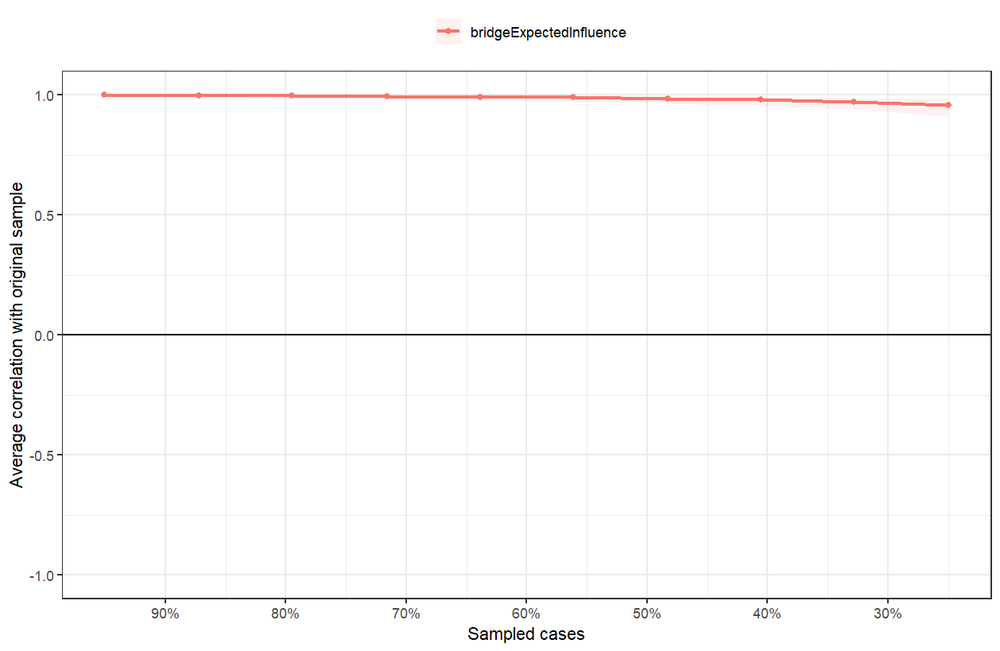 bridgeExpectedInfluence
Average correlation with original sample
1.0
0.5
0.0
-0.5
-1.0
90% 80% 70% 60% 50% 40% 30%
Sampled cases